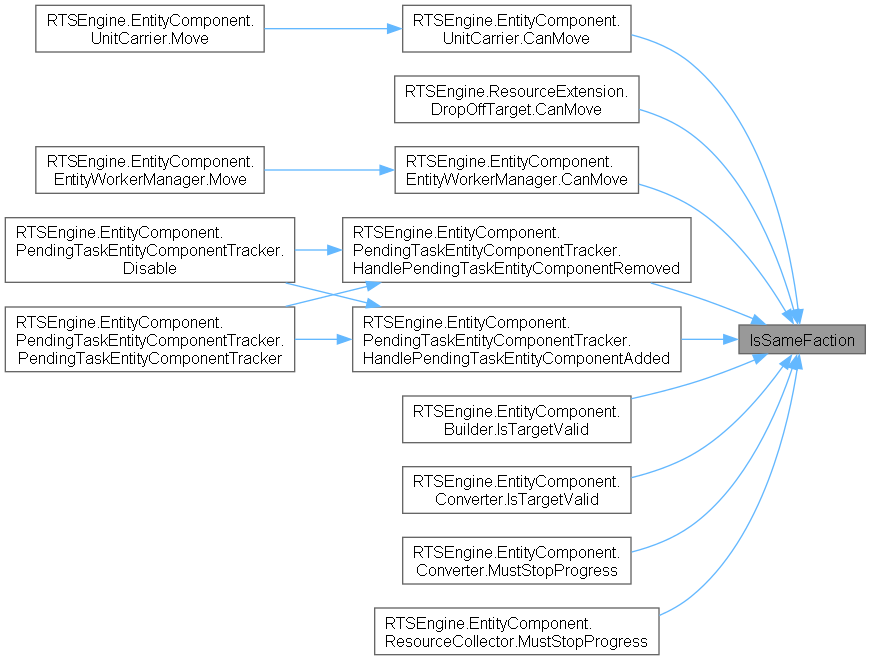 RTSEngine.EntityComponent.
UnitCarrier.Move
RTSEngine.EntityComponent.
UnitCarrier.CanMove
RTSEngine.ResourceExtension.
DropOffTarget.CanMove
RTSEngine.EntityComponent.
EntityWorkerManager.Move
RTSEngine.EntityComponent.
EntityWorkerManager.CanMove
RTSEngine.EntityComponent.
PendingTaskEntityComponentTracker.
Disable
RTSEngine.EntityComponent.
PendingTaskEntityComponentTracker.
HandlePendingTaskEntityComponentRemoved
RTSEngine.EntityComponent.
PendingTaskEntityComponentTracker.
PendingTaskEntityComponentTracker
RTSEngine.EntityComponent.
PendingTaskEntityComponentTracker.
HandlePendingTaskEntityComponentAdded
IsSameFaction
RTSEngine.EntityComponent.
Builder.IsTargetValid
RTSEngine.EntityComponent.
Converter.IsTargetValid
RTSEngine.EntityComponent.
Converter.MustStopProgress
RTSEngine.EntityComponent.
ResourceCollector.MustStopProgress